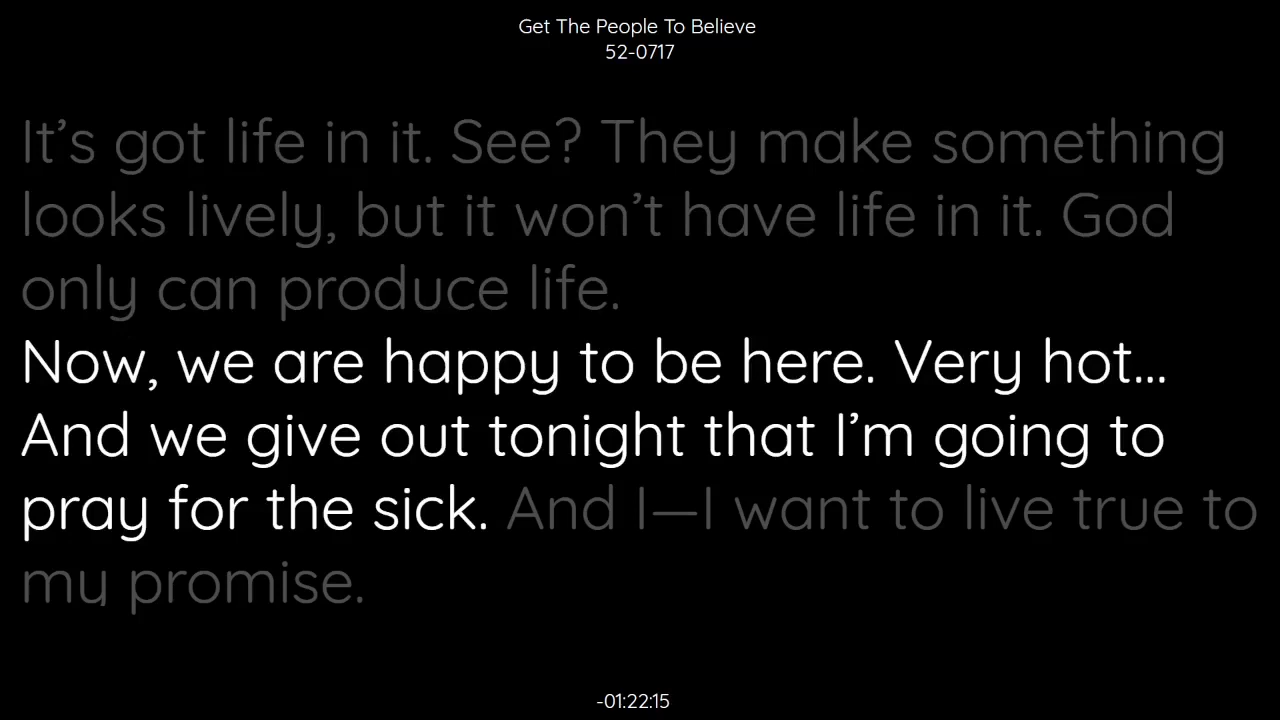 Get The People To Believe
52-0717
It’s got life in it. See? They make something
looks lively, but it won’t have life in it. God
only can produce life.
Now, we are happy to be here. Very hot...
And we give out tonight that I’m going to
pray for the sick. And I—I want to live true to
my promise.
-01:22:15